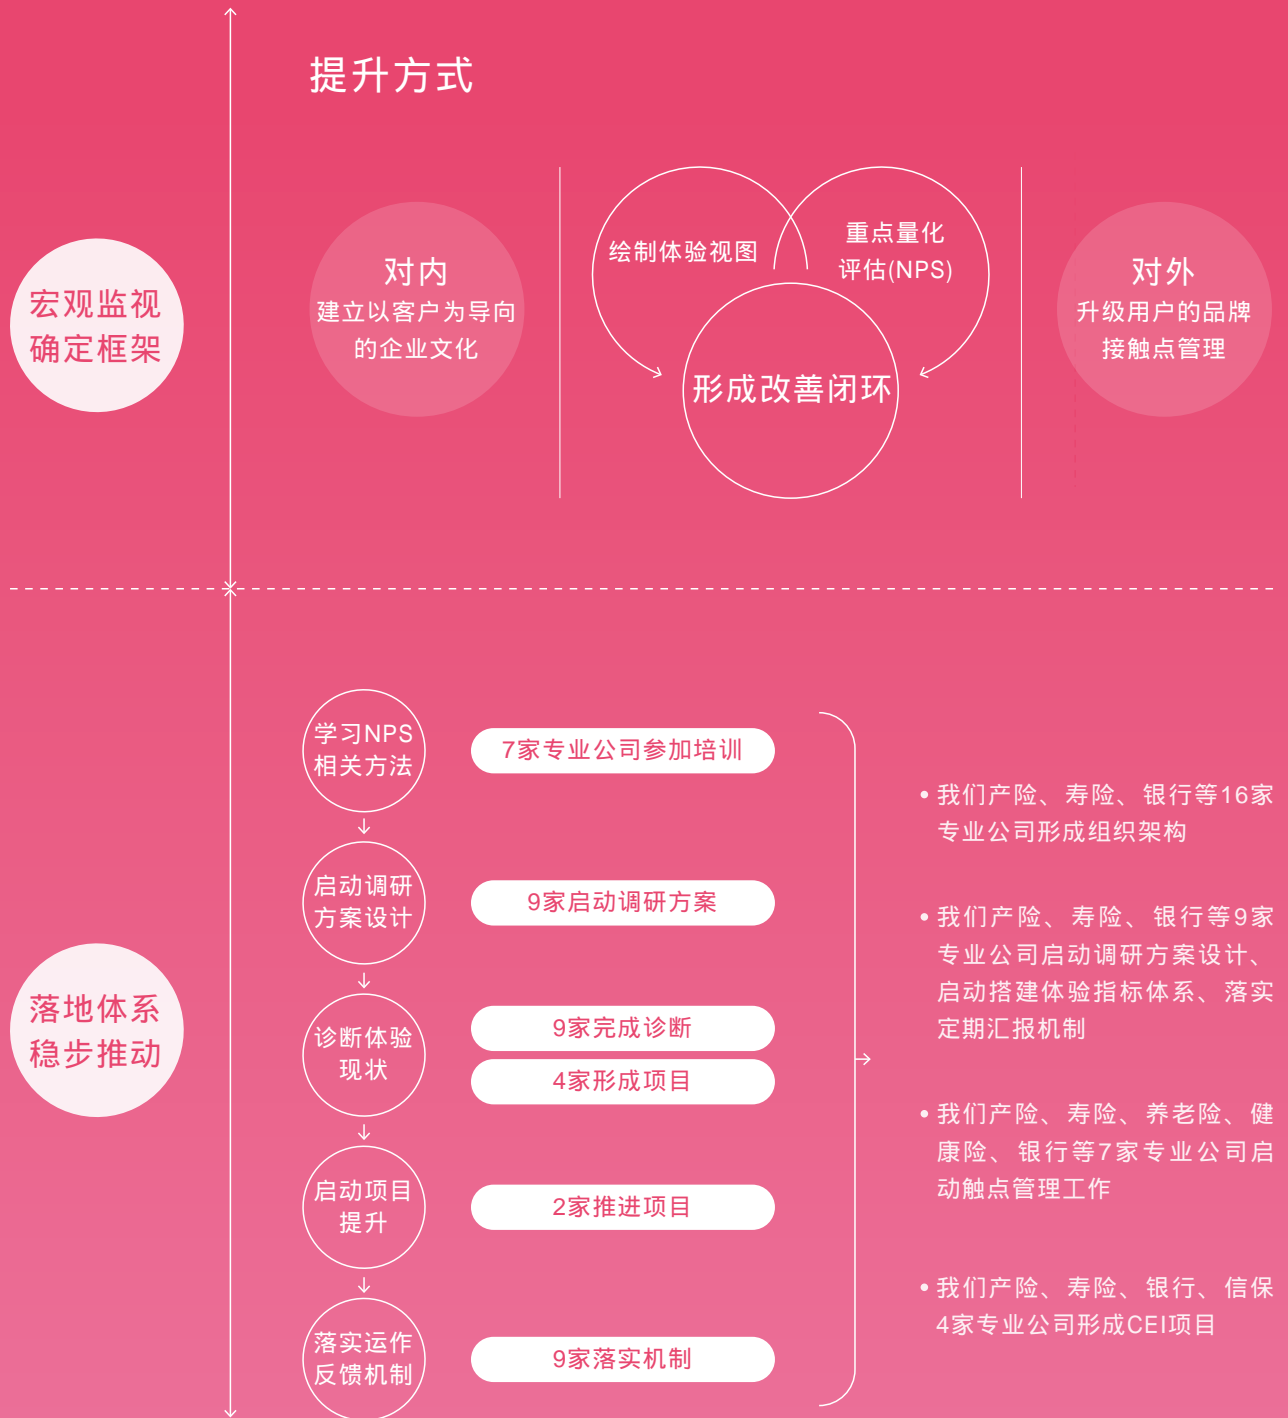 提升方式
宏观监视
确定框架
对内
建立以客户为导向
的企业文化
绘制体验视图
重点量化
评估(NPS)
形成改善闭环
对外
升级用户的品牌
接触点管理
落地体系
稳步推动
学习NPS
相关方法
7家专业公司参加培训
启动调研
方案设计
9家启动调研方案
诊断体验
现状
9家完成诊断
4家形成项目
启动项目
提升
2家推进项目
落实运作
反馈机制
9家落实机制
•我们产险、寿险、银行等16家
专业公司形成组织架构
•我们产险、寿险、银行等9家
专业公司启动调研方案设计、
启动搭建体验指标体系、落实
定期汇报机制
•我们产险、寿险、养老险、健
康险、银行等7家专业公司启
动触点管理工作
•我们产险、寿险、银行、信保
4家专业公司形成CEI项目